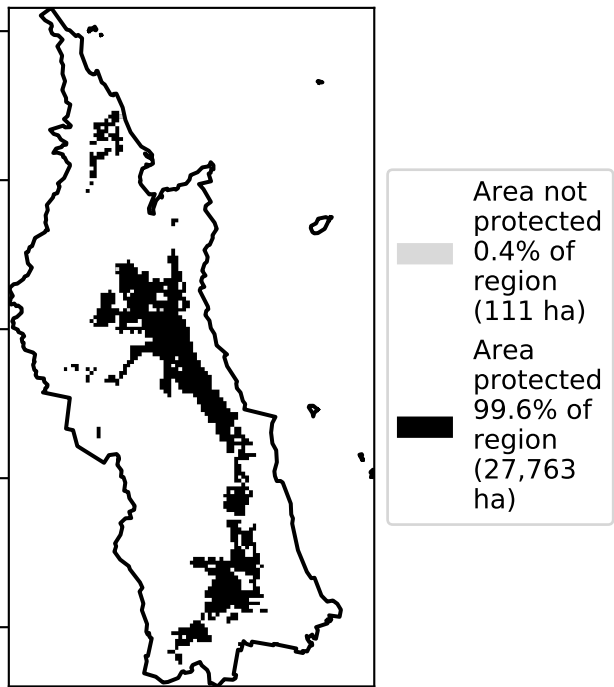 Area not
protected
0.4% of
region
(111 ha)
Area
protected
99.6% of
region
(27,763
ha)